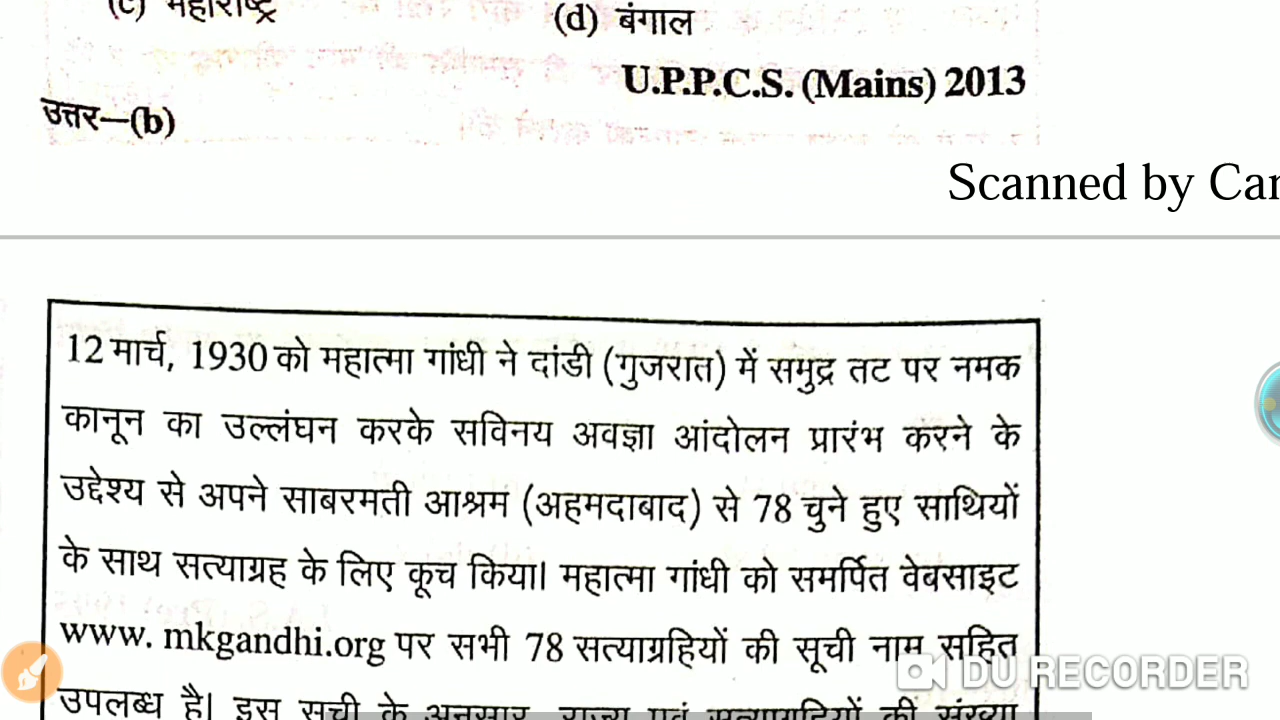 (c) महाराष्ट्र
(d) बंगाल
U.P.P.C.S. (Mains) 2013
उत्तर—(b)
Scanned by Car
12 मार्च, 1930 को महात्मा गांधी ने दांडी (गुजरात) में समुद्र तट पर नमक
कानून का उल्लंघन करके सविनय अवज्ञा आंदोलन प्रारंभ करने के
उद्देश्य से अपने साबरमती आश्रम (अहमदाबाद) से 78 चुने हुए साथियों
के साथ सत्याग्रह के लिए कूच किया। महात्मा गांधी को समर्पित वेबसाइट
www. mkgandhi.org पर सभी 78 सत्याग्रहियों की सूची नाम सहित
उपलब्ध है। इस सूची के अनुसार, राज्य एवं सत्याग्रहियों की संख्या
DU RECORDER